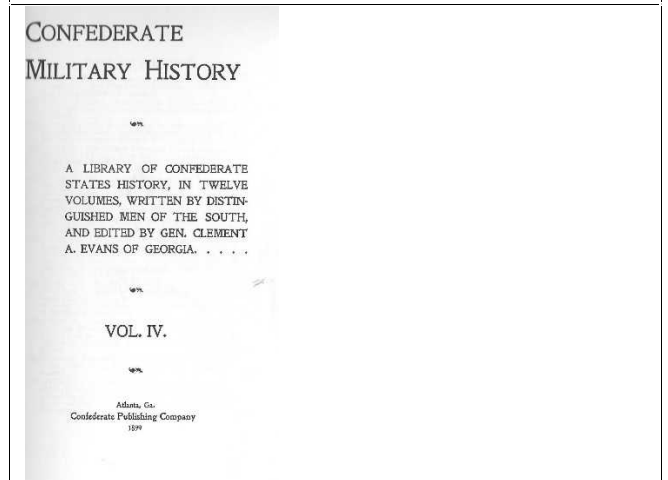 CONFEDERATE
MILITARY HISTORY
A LIBRARY OF CONFEDERATE
STATES HISTORY, IN TWELVE
VOLUMES, WRITTEN BY DISTIN-
GUISHED MEN OF THE SOUTH,
AND EDITED BY GEN. CLEMENT
A. EVANS OF GEORGIA. . . . .
VOL. IV.
Atlanta, Ga.
Confederate Publishing Company
1899